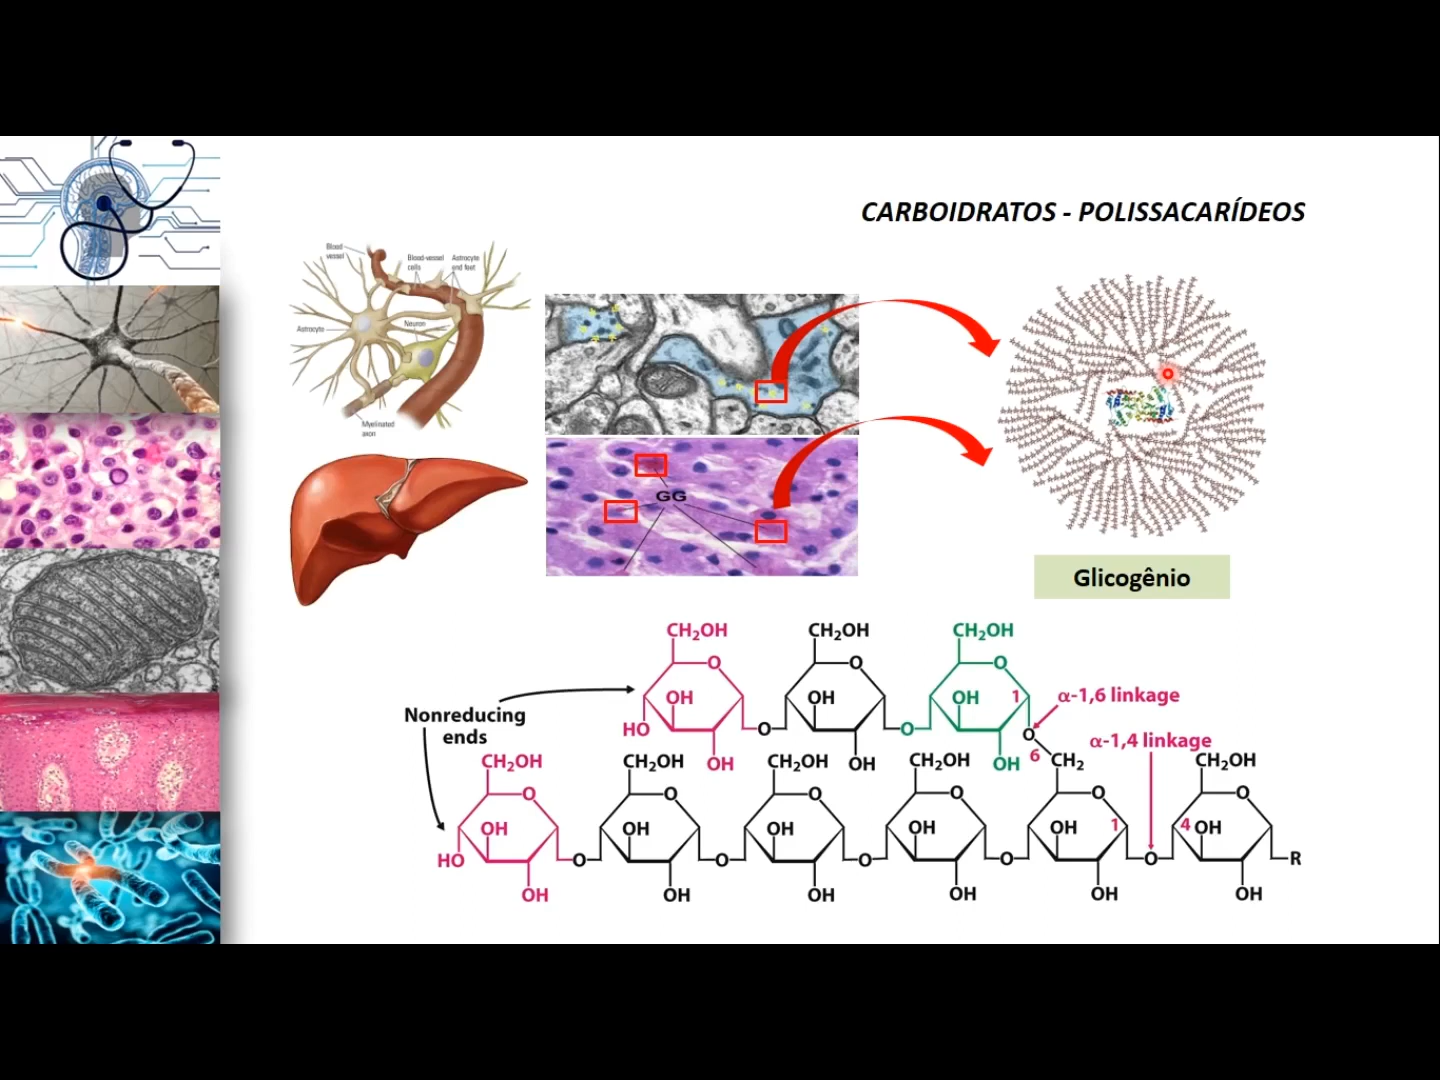 CARBOIDRATOS - POLISSACARÍDEOS
Blood
vessel
Blood-vessel
cells
Astrocyte
end feet
Astrocyte
Neuron
Myelinated
axon
GG
Glicogênio
CH₂OH CH₂OH CH₂OH
O O O
OH OH OH 1 α-1,6 linkage
Nonreducing
ends
HO O O O
α-1,4 linkage
OH OH OH 6 CH₂
CH₂OH CH₂OH CH₂OH CH₂OH CH₂OH
O O O O O O
OH OH OH OH OH 1 4 OH
HO O O O O O R
OH OH OH OH OH OH